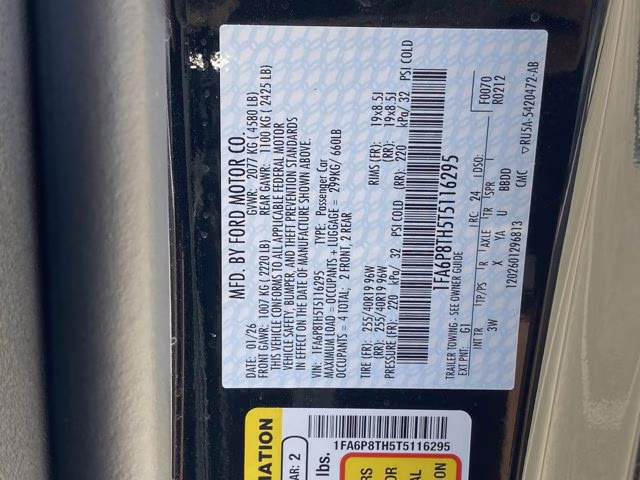 MFD. BY FORD MOTOR CO.
01/26 GVWR: 2077 KG ( 4580 LB)
FRONT GAWR: 1007 KG (2220 LB) REAR GAWR: 1100 KG ( 2425 LB)
THIS VEHICLE CONFORMS TO ALL APPLICABLE FEDERAL MOTOR
VEHICLE SAFETY, BUMPER, AND THEFT PREVENTION STANDARDS
IN EFFECT ON THE DATE OF MANUFACTURE SHOWN ABOVE.
VIN: 1FA6P8TH5T5116295 TYPE: Passenger Car
MAXIMUM LOAD = OCCUPANTS + LUGGAGE = 299KG/ 660LB
OCCUPANTS = 4 TOTAL; 2 FRONT, 2 REAR
TIRE (FR): 255/40R19 96W RIMS (FR): 19x8.5J
TIRE (RR): 255/40R19 96W (RR): 19x8.5J
PRESSURE (FR): 220 kPa/ 32 PSI COLD (RR): 220 kPa/ 32 PSI COLD
1FA6P8TH5T5116295
TRAILER TOWING - SEE OWNER GUIDE
EXT PNT: G1 RC: 24 DSO: F0070
R0212
INT TR TP/PS R AXLE TR SPR
3W X YA U BBDD
CMC
1202601296813
▽RU5A-5420472-AB
1FA6P8TH5T5116295
AR: 2
lbs.